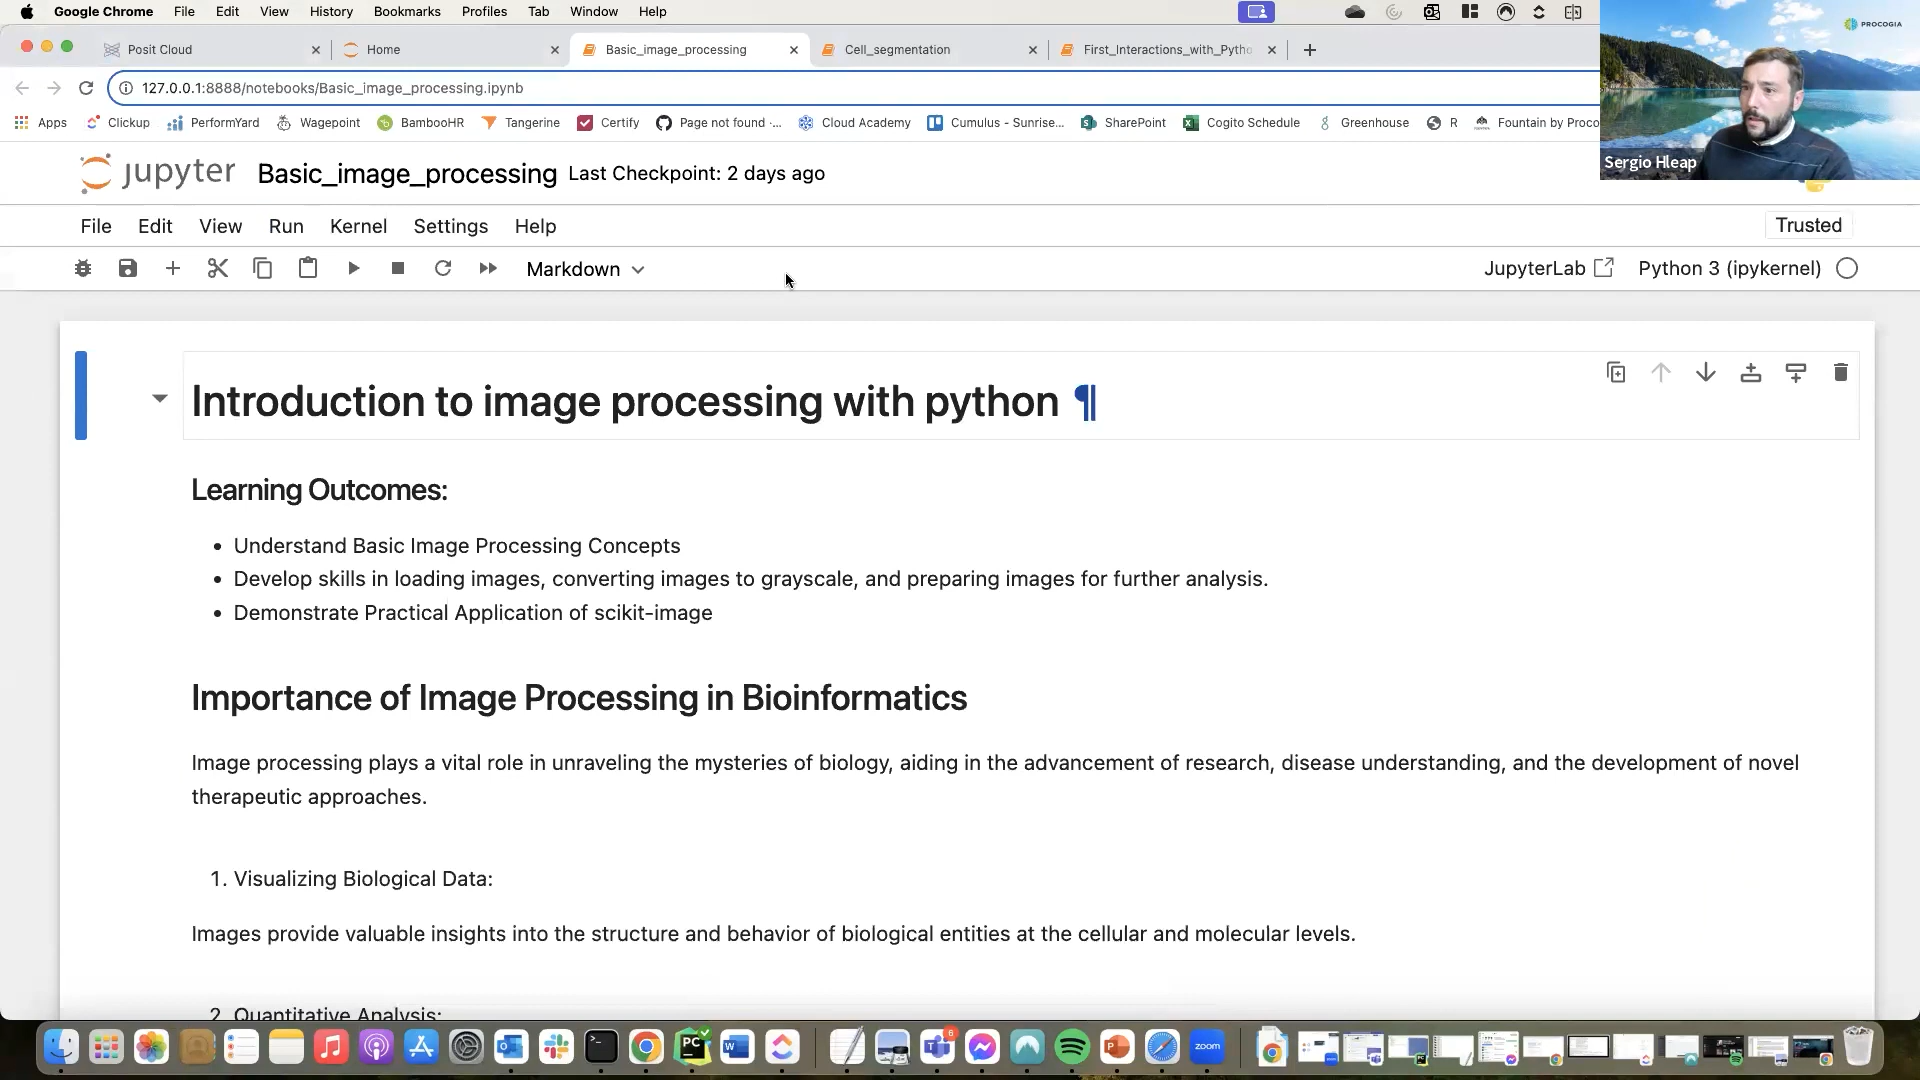 Google Chrome File Edit View History Bookmarks Profiles Tab Window Help
PROCOGIA
Posit Cloud Home Basic_image_processing Cell_segmentation First_Interactions_with_Pytho
127.0.0.1:8888/notebooks/Basic_image_processing.ipynb
Apps Clickup PerformYard Wagepoint BambooHR Tangerine Certify Page not found ·... Cloud Academy Cumulus - Sunrise... SharePoint Cogito Schedule Greenhouse R Fountain by Proco
Sergio Hleap
jupyter Basic_image_processing Last Checkpoint: 2 days ago
File Edit View Run Kernel Settings Help Trusted
Markdown JupyterLab Python 3 (ipykernel)
Introduction to image processing with python ¶
Learning Outcomes:
• Understand Basic Image Processing Concepts
• Develop skills in loading images, converting images to grayscale, and preparing images for further analysis.
• Demonstrate Practical Application of scikit-image
Importance of Image Processing in Bioinformatics
Image processing plays a vital role in unraveling the mysteries of biology, aiding in the advancement of research, disease understanding, and the development of novel
therapeutic approaches.
1. Visualizing Biological Data:
Images provide valuable insights into the structure and behavior of biological entities at the cellular and molecular levels.
2. Quantitative Analysis:
PC W 6 P zoom